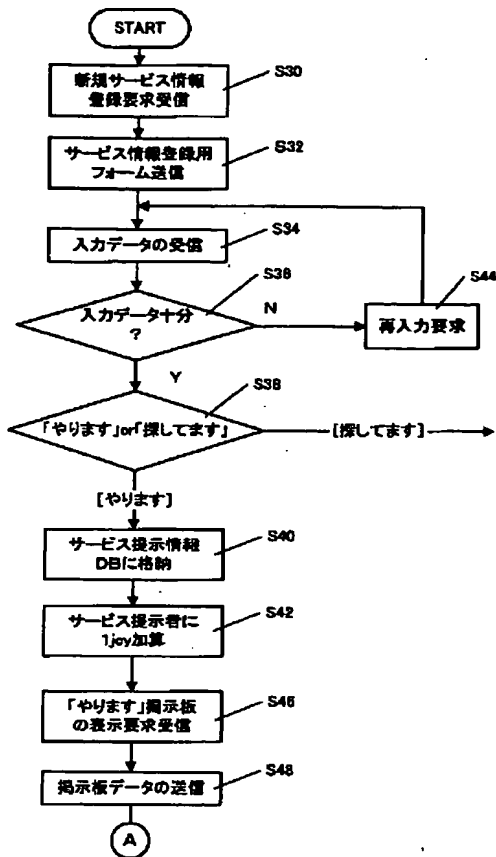 START
新規サービス情報
登録要求受信
S30
サービス情報登録用
フォーム送信
S32
入力データの受信
S34
入力データ十分
?
S36
N
再入力要求
S44
Y
「やります」or「探してます」
S38
[探してます]
[やります]
サービス提示情報
DBに格納
S40
サービス提示者に
1jcy加算
S42
「やります」掲示板
の表示要求受信
S46
掲示板データの送信
S48
A